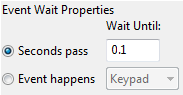 Event Wait Properties
Wait Until:
Seconds pass 0.1
Event happens Keypad